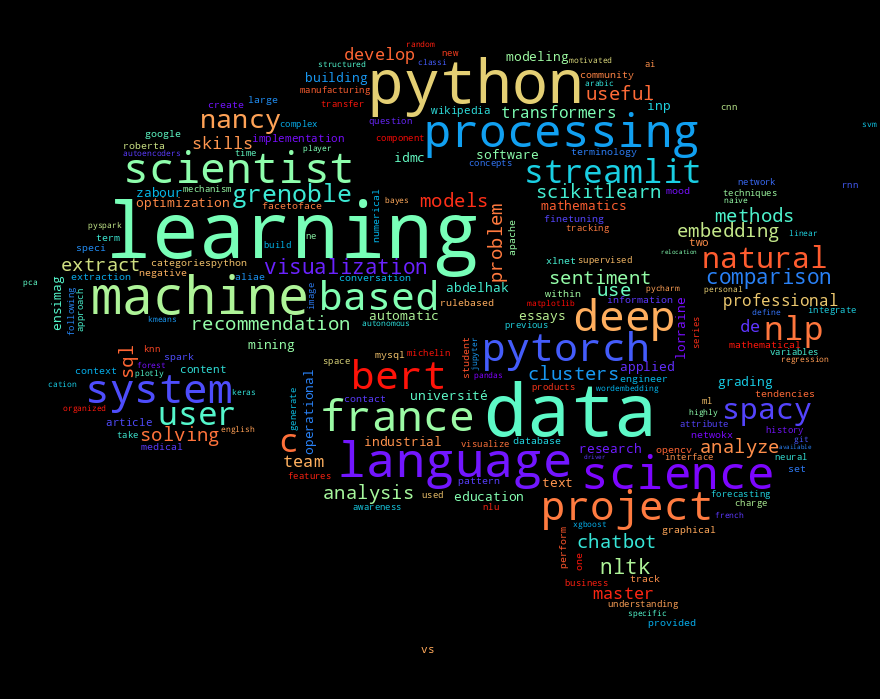 random
develop
new
structured
classi
modeling
motivated
ai
building
python
community
arabic
manufacturing
useful
create
large
transfer
wikipedia
transformers
inp
cnn
nancy
complex
question
processing
svm
google
skills
implementation
component
roberta
time
player
idmc
software
terminology
autoencoders
scientist
concepts
streamlit
network
rnn
zabour
mechanism
grenoble
scikitlearn
mood
techniques
optimization
facetoface
numerical
bayes
models
mathematics
naive
finetuning
methods
pyspark
learning
problem
apache
tracking
embedding
linear
term
build
ne
two
speci
extract
categoriespython
visualization
xlnet
supervised
relocation
natural
pca
extraction
negative
aliae
conversation
sentiment
comparison
ensimag
following
approach
machine
image
based
abdelhak
within
use
pycharm
personal
kmeans
autonomous
automatic
rulebased
matplotlib
information
professional
recommendation
essays
deep
lorraine
series
define
integrate
previous
de
nlp
mining
student
jupyter
pytorch
mathematical
sql
knn
spark
space
mysql
michelin
variables
regression
context
forest
content
plotly
bert
pandas
clusters
applied
engineer
cation
system
keras
operational
generate
contact
université
products
wordembedding
grading
tendencies
organized
user
english
france
data
ml
highly
spacy
article
take
solving
attribute
history
medical
c
industrial
visualize
database
networx
analyze
git
available
team
language
research
opencv
neural
features
pattern
driver
interface
set
text
science
analysis
used
education
forecasting
awareness
nlu
project
charge
french
xgboost
graphical
perform
chatbot
one
nltk
business
track
master
understanding
specific
provided
vs